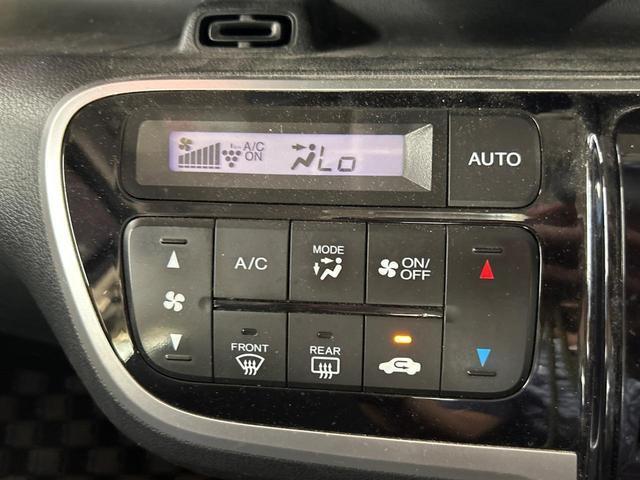 A/C
ON
Lo
AUTO
A/C
MODE
ON/
OFF
FRONT
REAR